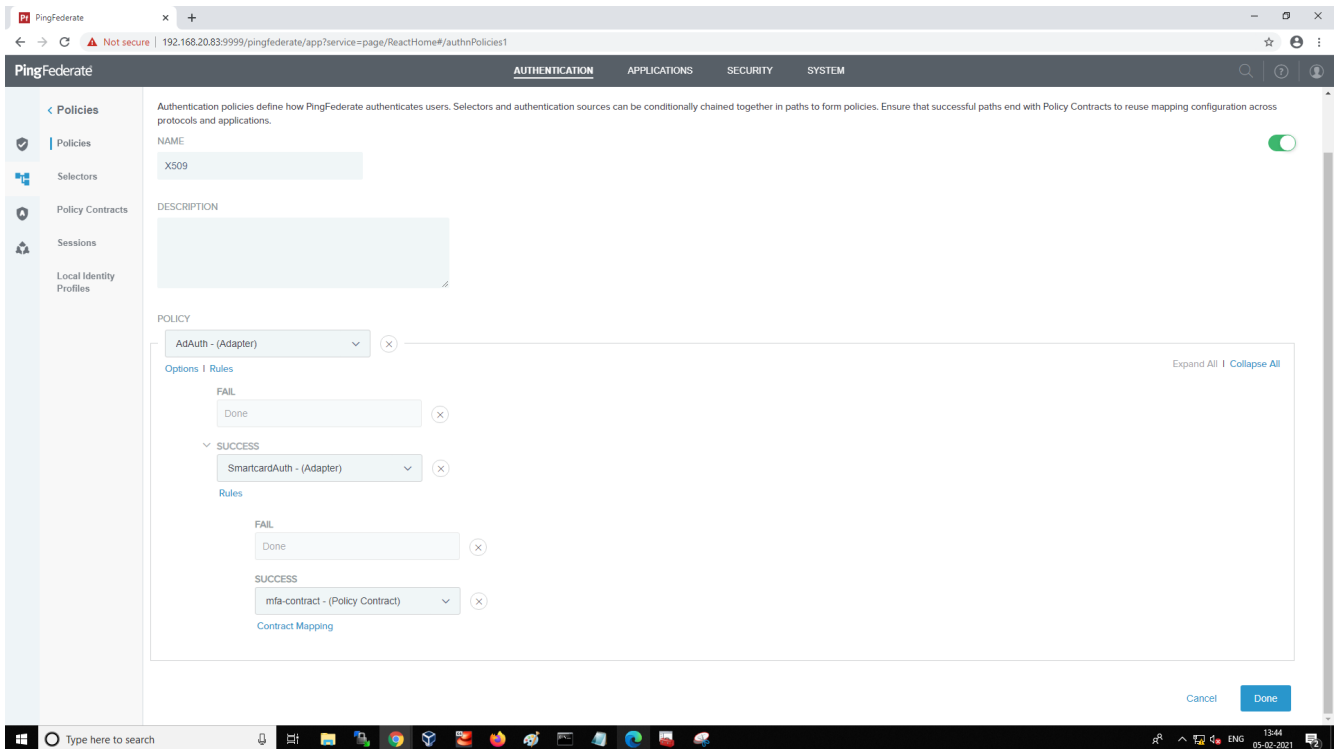 Pr PingFederate
Not secure 192.168.20.83:9999/pingfederate/app?service=page/ReactHome#/authnPolicies1
PingFederate AUTHENTICATION APPLICATIONS SECURITY SYSTEM
Policies
Policies
Selectors
Policy Contracts
Sessions
Local Identity
Profiles
Authentication policies define how PingFederate authenticates users. Selectors and authentication sources can be conditionally chained together in paths to form policies. Ensure that successful paths end with Policy Contracts to reuse mapping configuration across
protocols and applications.
NAME
X509
DESCRIPTION
POLICY
AdAuth - (Adapter)
Options | Rules
Expand All | Collapse All
FAIL
Done
SUCCESS
SmartcardAuth - (Adapter)
Rules
FAIL
Done
SUCCESS
mfa-contract - (Policy Contract)
Contract Mapping
Cancel Done
Type here to search
ENG
13:44
05-02-2021
2